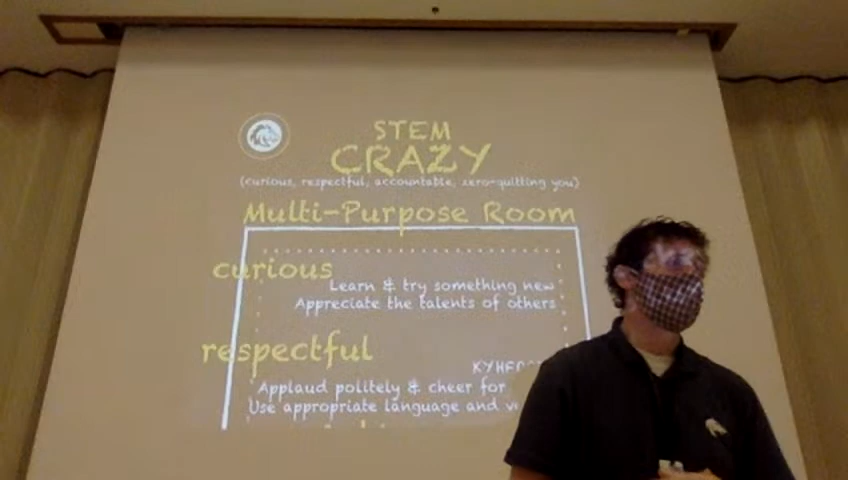 STEM
CRAZY
(curious, respectful, accountable, zero-quitting you)
Multi-Purpose Room
curious
Learn & try something new
Appreciate the talents of others
respectful
Applaud politely & cheer for
Use appropriate language and